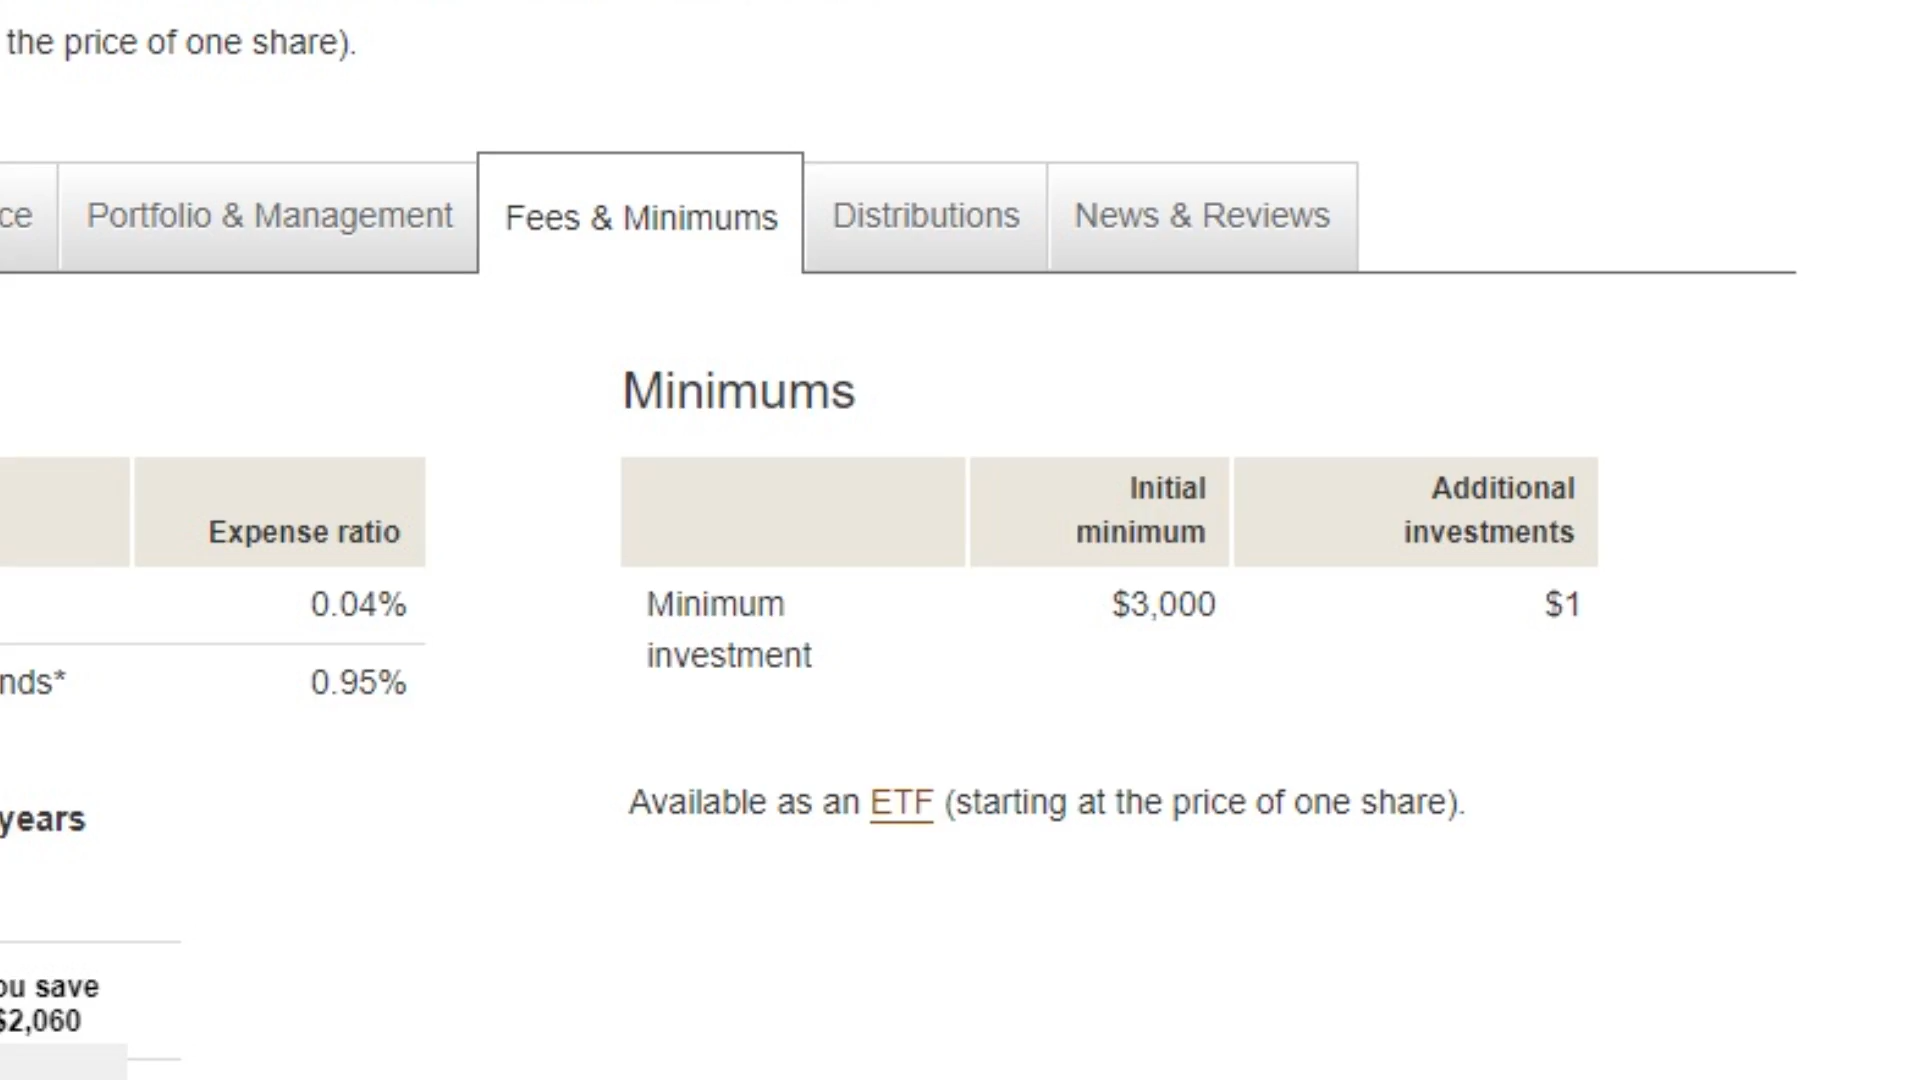 the price of one share).
ce Portfolio & Management Fees & Minimums Distributions News & Reviews
Minimums
Expense ratio
0.04%
nds* 0.95%
Initial minimum
Additional investments
Minimum investment
$3,000 $1
Available as an ETF (starting at the price of one share).
years
ou save
$2,060